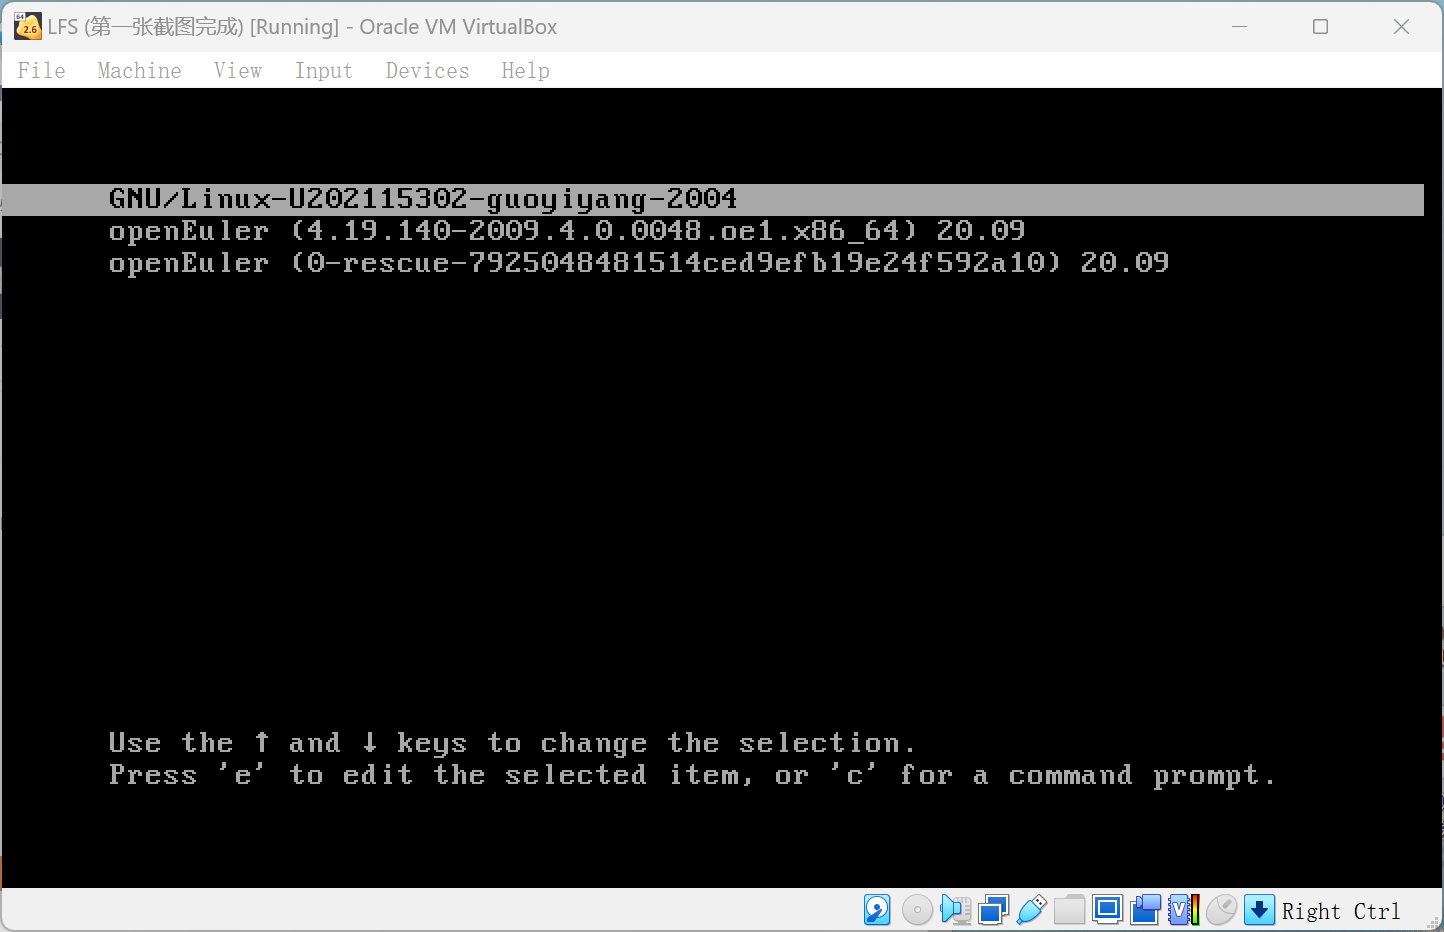 LFS (第一张截图完成) [Running] - Oracle VM VirtualBox
File Machine View Input Devices Help
GNU/Linux-U202115302-guoyiyang-2004
openEuler (4.19.140-2009.4.0.0048.oe1.x86_64) 20.09
openEuler (0-rescue-7925048481514ced9efb19e24f592a10) 20.09
Use the ↑ and ↓ keys to change the selection.
Press 'e' to edit the selected item, or 'c' for a command prompt.
Right Ctrl